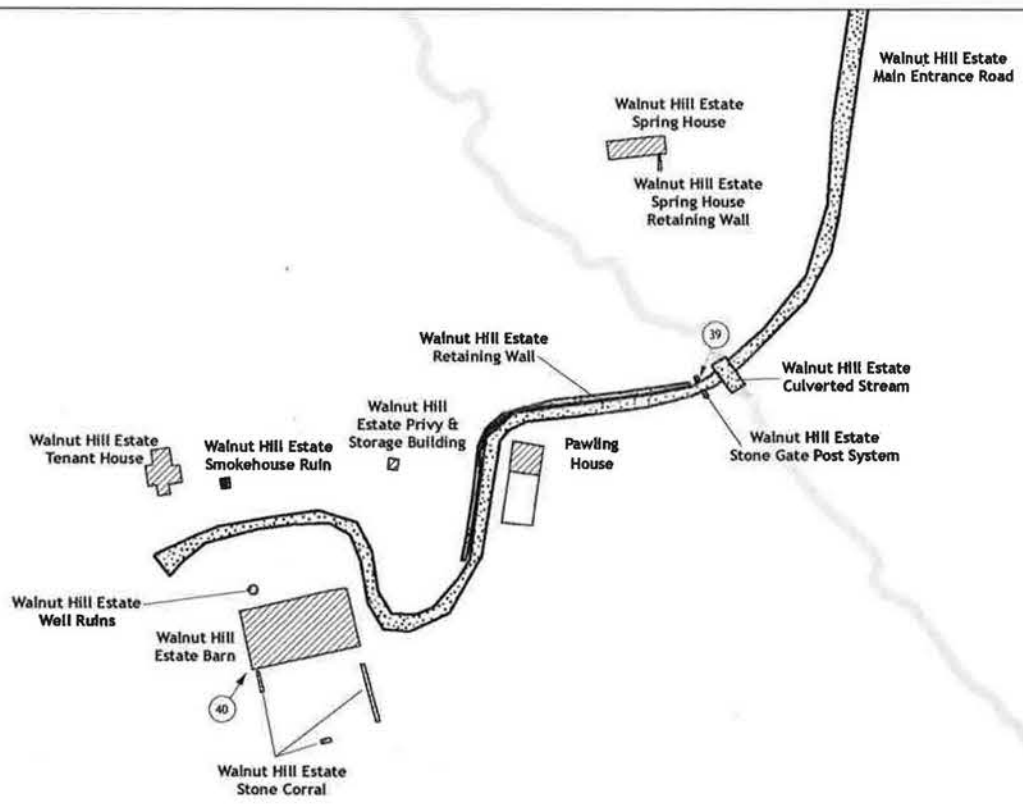 Walnut Hill Estate
Main Entrance Road
Walnut Hill Estate
Spring House
Walnut Hill Estate
Spring House
Retaining Wall
39
Walnut Hill Estate
Retaining Wall
Walnut Hill Estate
Culverted Stream
Walnut Hill
Estate Privy &
Storage Building
Walnut Hill Estate
Tenant House
Walnut Hill Estate
Smokehouse Ruin
Pawling
House
Walnut Hill Estate
Stone Gate Post System
Walnut Hill Estate
Well Ruins
Walnut Hill
Estate Barn
40
Walnut Hill Estate
Stone Corral